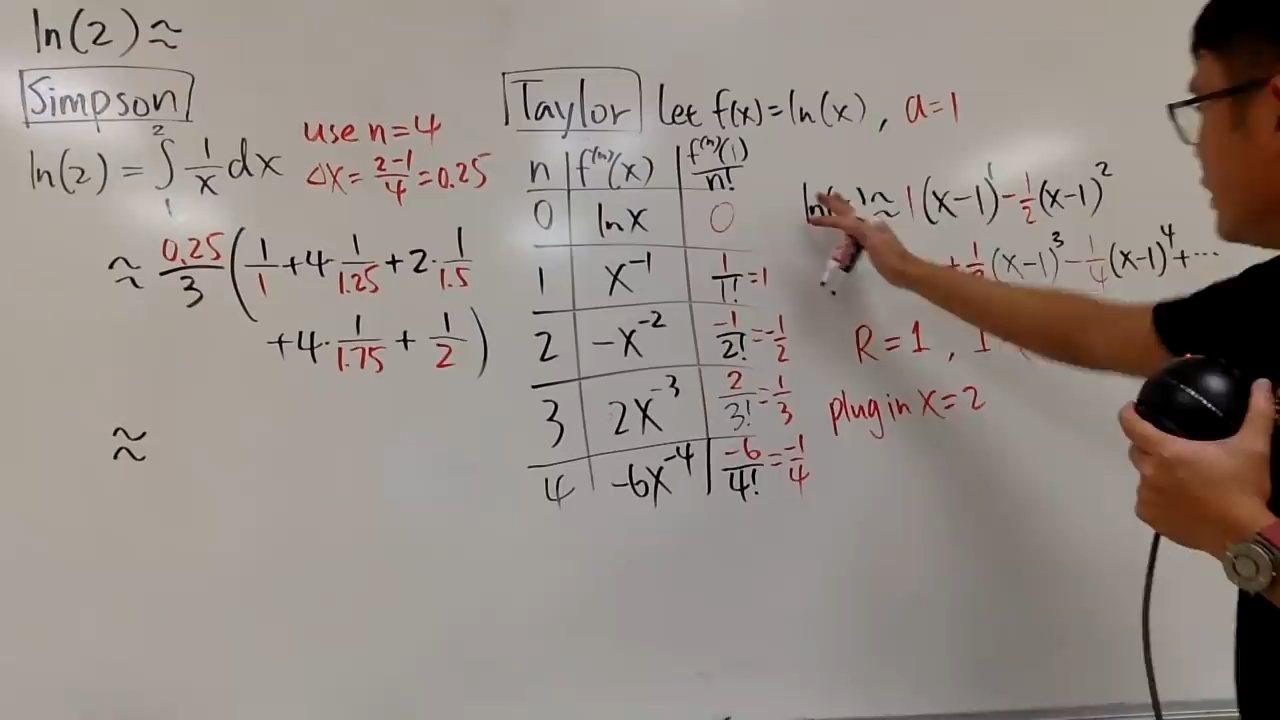 ln(2) ≈
Simpson
ln(2) = ∫₁² 1/x dx
use n=4
Δx = (2-1)/4 = 0.25
≈ 0.25/3 (1/1 + 4·1/1.25 + 2·1/1.5
+ 4·1/1.75 + 1/2)
≈
Taylor Let f(x)=ln(x), a=1
n | f⁽ⁿ⁾(x) | f⁽ⁿ⁾(1)/n!
0 | ln x | 0
1 | x⁻¹ | 1/1! = 1
2 | -x⁻² | -1/2! = -1/2
3 | 2x⁻³ | 2/3! = 1/3
4 | -6x⁻⁴ | -6/4! = -1/4
≈ 1(x-1)¹ - 1/2(x-1)²
(x-1)³ - 1/4(x-1)⁴ + ···
R = 1,
plug in x = 2